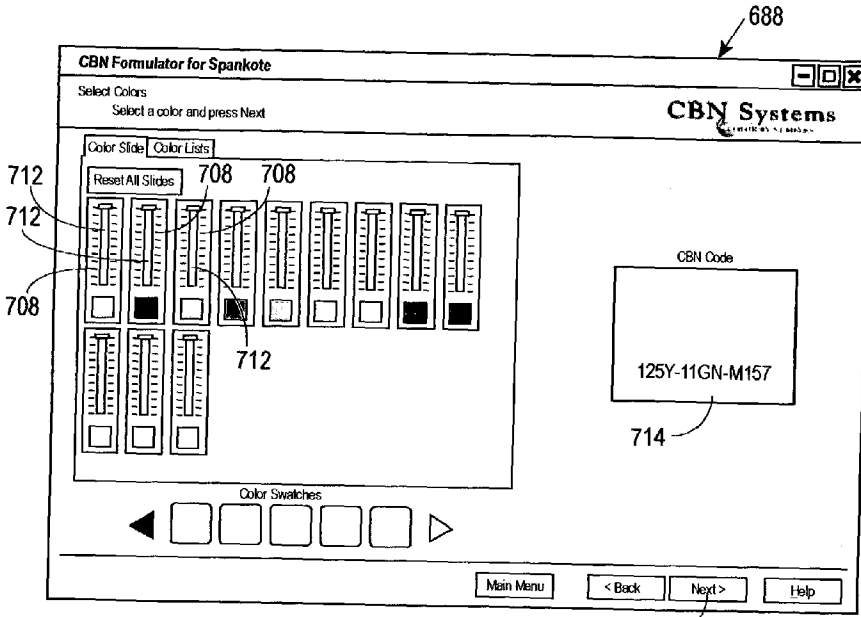 688
CBN Formulator for Spankote
Select Colors
Select a color and press Next
CBN Systems
Color Slide Color Lists
Reset All Slides
708 708
712
712
708
712
CBN Code
125Y-11GN-M157
714
Color Swatches
Main Menu < Back Next > Help